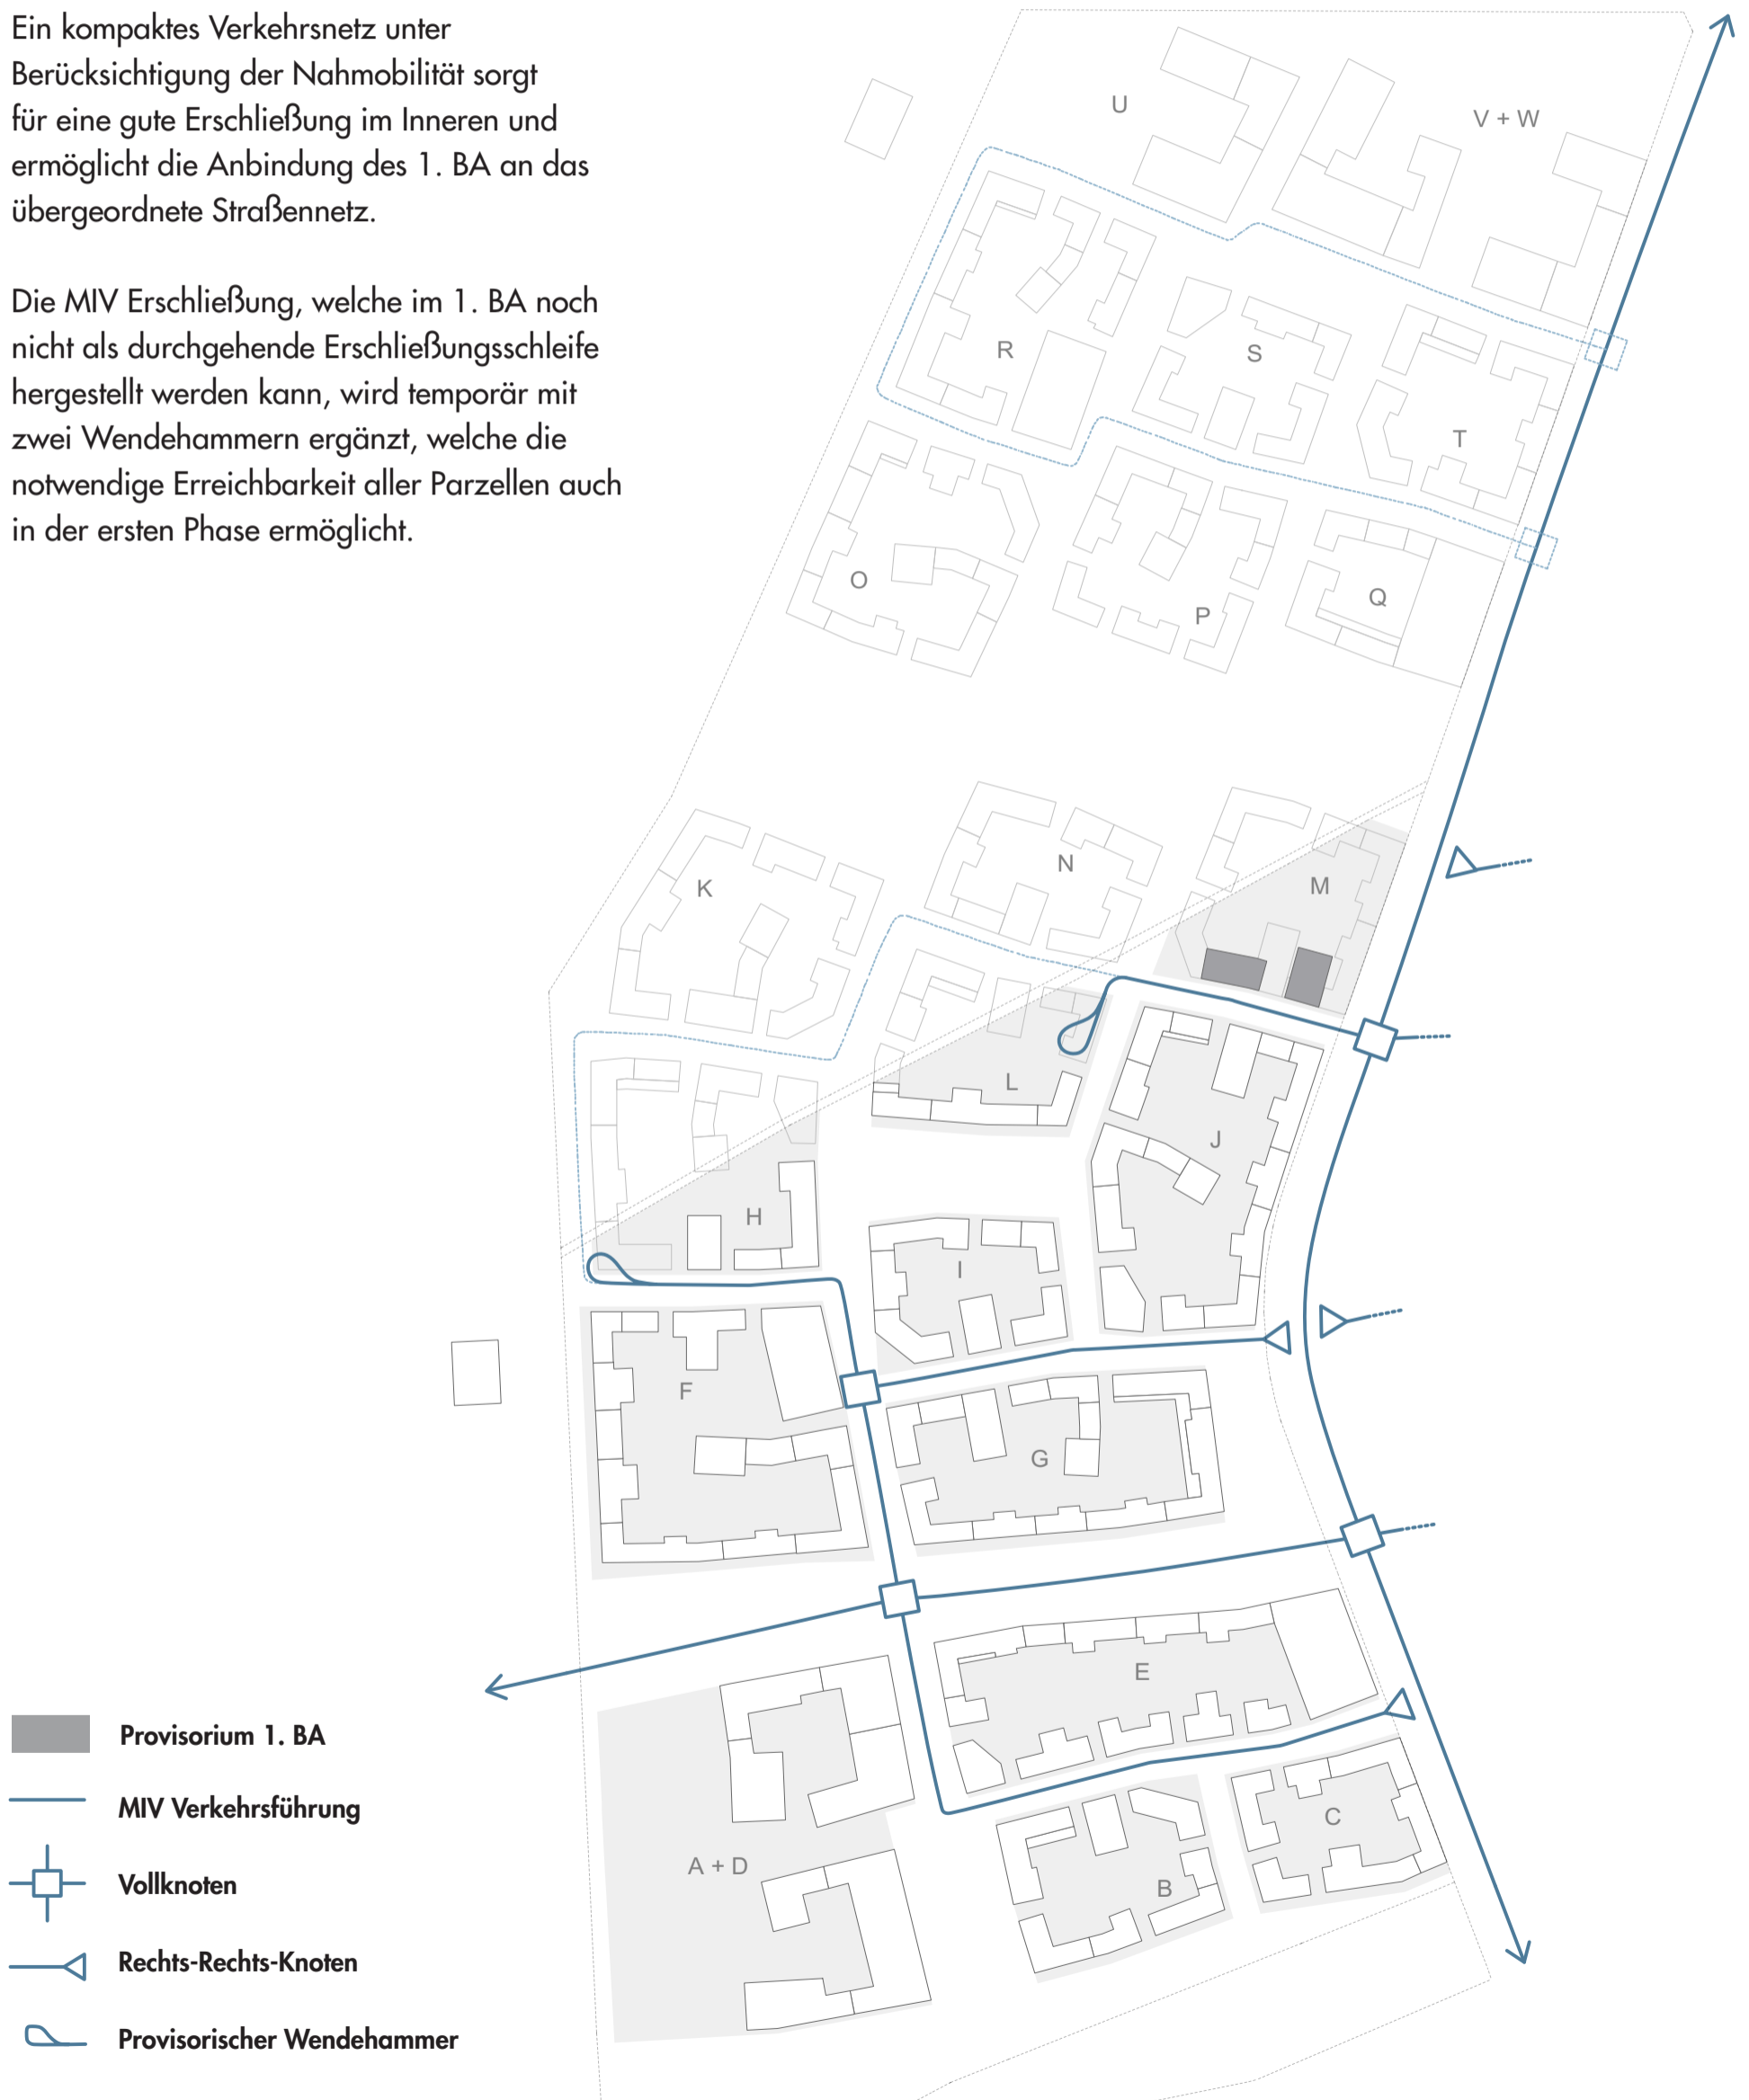 Ein kompaktes Verkehrsnetz unter
Berücksichtigung der Nahmobilität sorgt
für eine gute Erschließung im Inneren und
ermöglicht die Anbindung des 1. BA an das
übergeordnete Straßennetz.
Die MIV Erschließung, welche im 1. BA noch
nicht als durchgehende Erschließungsschleife
hergestellt werden kann, wird temporär mit
zwei Wendehammern ergänzt, welche die
notwendige Erreichbarkeit aller Parzellen auch
in der ersten Phase ermöglicht.
U
V + W
R
S
T
O
P
Q
K
N
M
L
J
H
I
F
G
E
A + D
B
C
Provisorium 1. BA
MIV Verkehrsführung
Vollknoten
Rechts-Rechts-Knoten
Provisorischer Wendehammer